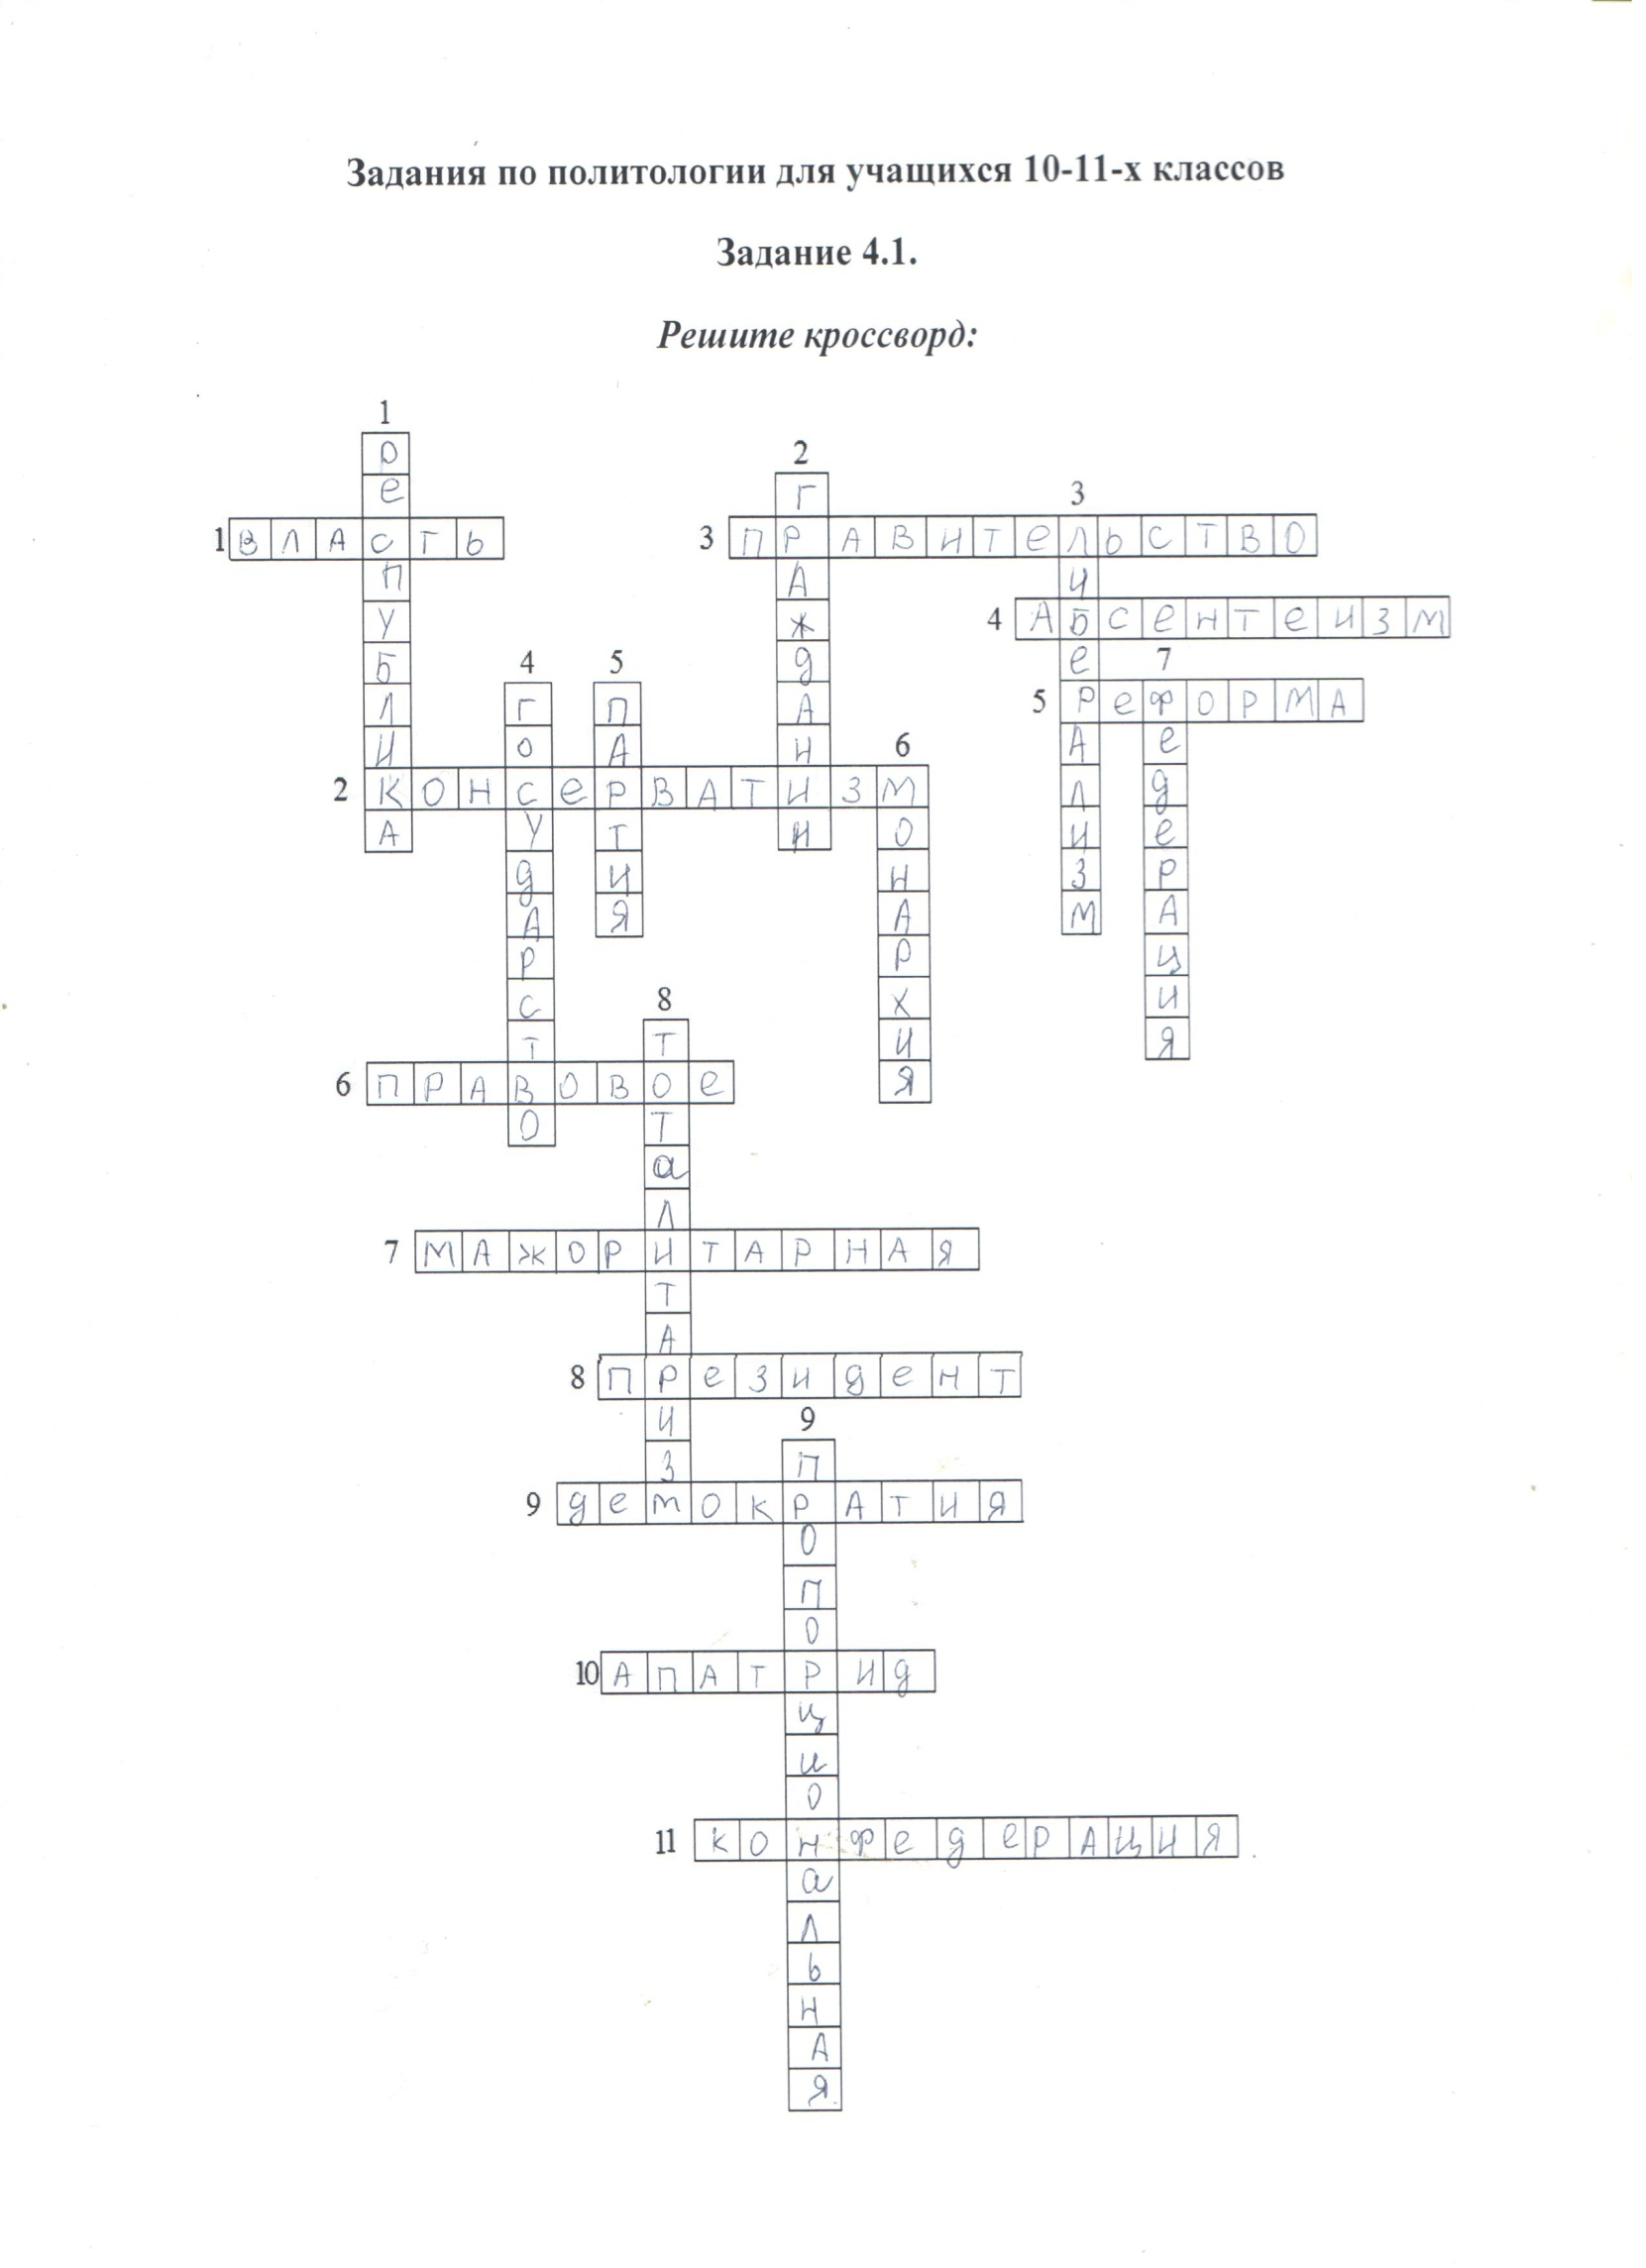 Задания по политологии для учащихся 10-11-х классов
Задание 4.1.
Решите кроссворд:
1 РЕСПУБЛИКА
2 ГРАЖДАНИН
3 ЛИБЕРАЛИЗМ
1 ВЛАСТЬ
3 ПРАВИТЕЛЬСТВО
4 АБСЕНТЕИЗМ
4 ГОСУДАРСТВО
5 ПАРТИЯ
7 ФЕДЕРАЦИЯ
5 РЕФОРМА
6 МОНАРХИЯ
2 КОНСЕРВАТИЗМ
8 ТОТАЛИТАРИЗМ
6 ПРАВОВОЕ
7 МАЖОРИТАРНАЯ
8 ПРЕЗИДЕНТ
9 ПРОПОРЦИОНАЛЬНАЯ
9 ДЕМОКРАТИЯ
10 АПАТРИД
11 КОНФЕДЕРАЦИЯ